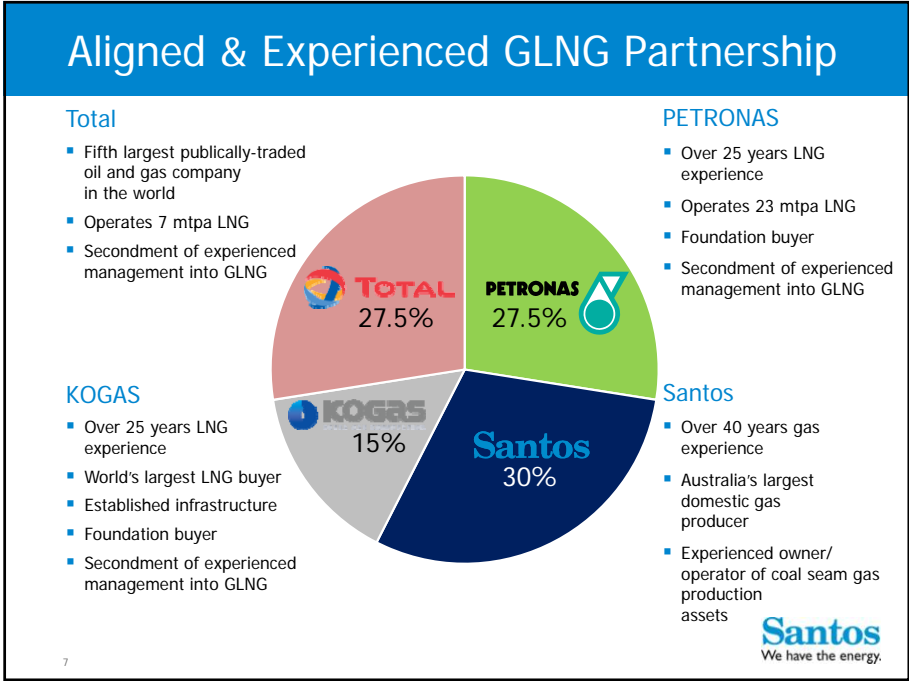 Aligned & Experienced GLNG Partnership
Total
▪ Fifth largest publically-traded
oil and gas company
in the world
▪ Operates 7 mtpa LNG
▪ Secondment of experienced
management into GLNG
PETRONAS
▪ Over 25 years LNG
experience
▪ Operates 23 mtpa LNG
▪ Foundation buyer
▪ Secondment of experienced
management into GLNG
TOTAL
27.5%
PETRONAS
27.5%
KOGAS
15%
Santos
30%
KOGAS
▪ Over 25 years LNG
experience
▪ World's largest LNG buyer
▪ Established infrastructure
▪ Foundation buyer
▪ Secondment of experienced
management into GLNG
Santos
▪ Over 40 years gas
experience
▪ Australia's largest
domestic gas
producer
▪ Experienced owner/
operator of coal seam gas
production
assets
Santos
We have the energy.
7